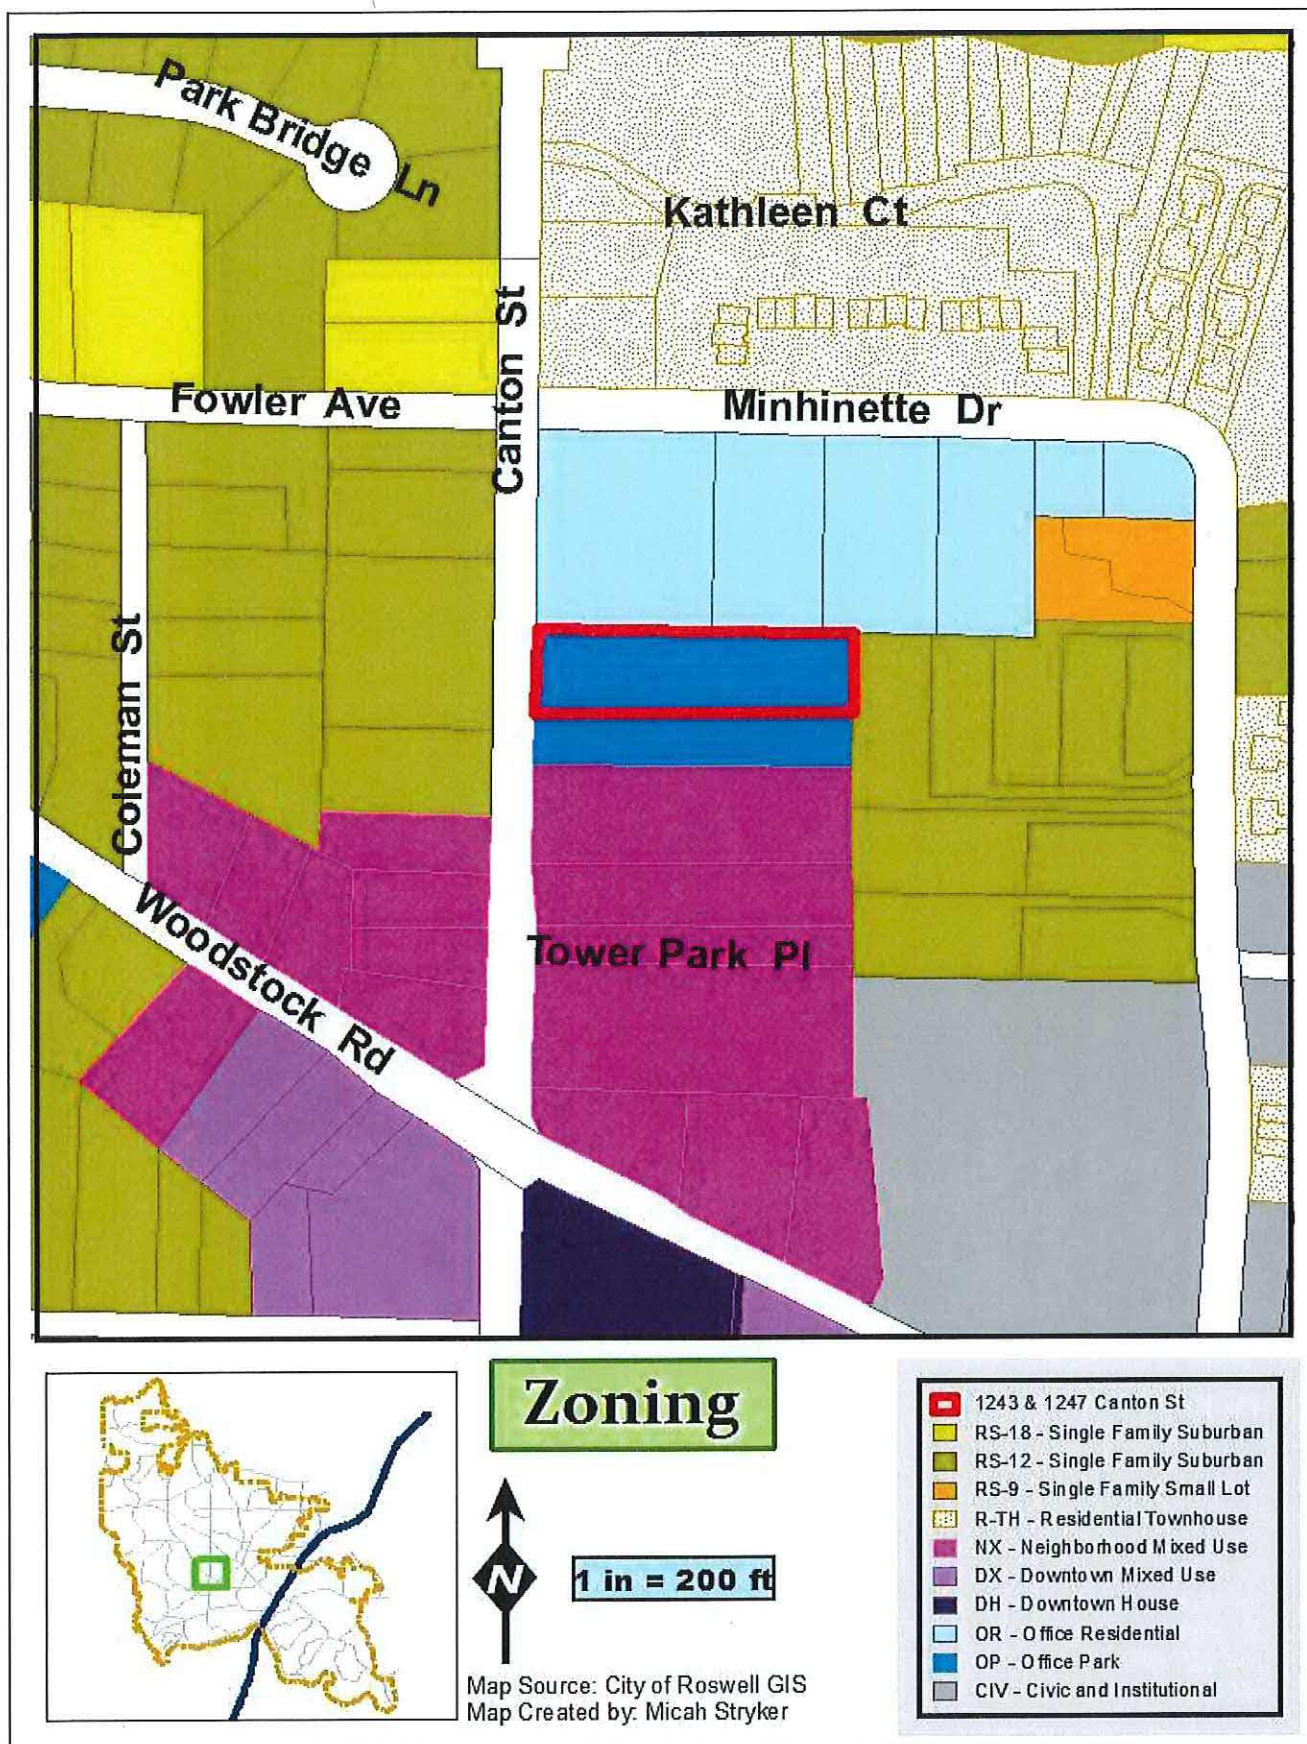 Park Bridge Ln
Kathleen Ct
Canton St
Fowler Ave
Minhinette Dr
Coleman St
Woodstock Rd
Tower Park Pl
Zoning
N
1 in = 200 ft
Map Source: City of Roswell GIS
Map Created by: Micah Stryker
1243 & 1247 Canton St
RS-18 - Single Family Suburban
RS-12 - Single Family Suburban
RS-9 - Single Family Small Lot
R-TH - Residential Townhouse
NX - Neighborhood Mixed Use
DX - Downtown Mixed Use
DH - Downtown House
OR - Office Residential
OP - Office Park
CIV - Civic and Institutional